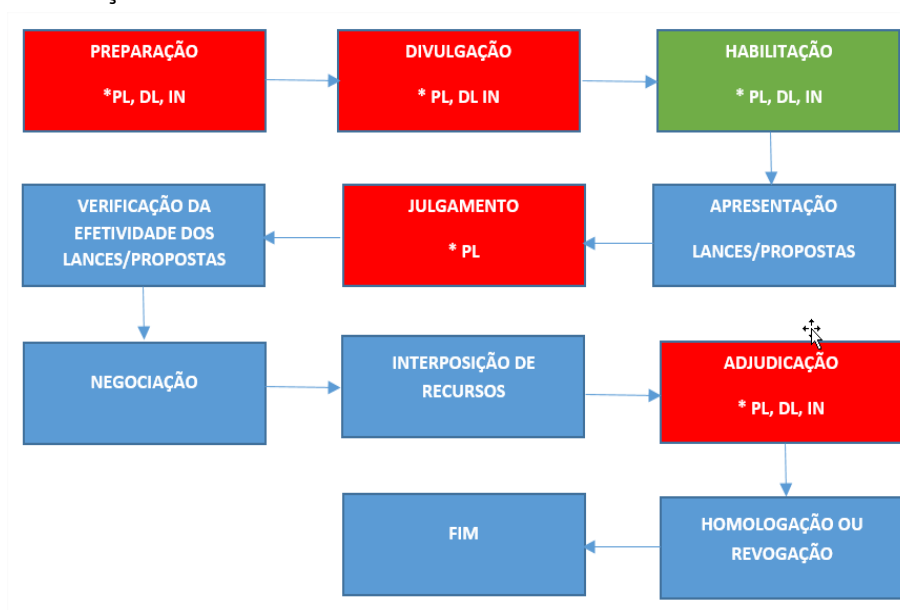 PREPARAÇÃO
*PL, DL, IN
DIVULGAÇÃO
* PL, DL IN
HABILITAÇÃO
* PL, DL, IN
APRESENTAÇÃO
LANCES/PROPOSTAS
JULGAMENTO
* PL
VERIFICAÇÃO DA
EFETIVIDADE DOS
LANCES/PROPOSTAS
NEGOCIAÇÃO
INTERPOSIÇÃO DE
RECURSOS
ADJUDICAÇÃO
* PL, DL, IN
HOMOLOGAÇÃO OU
REVOGAÇÃO
FIM